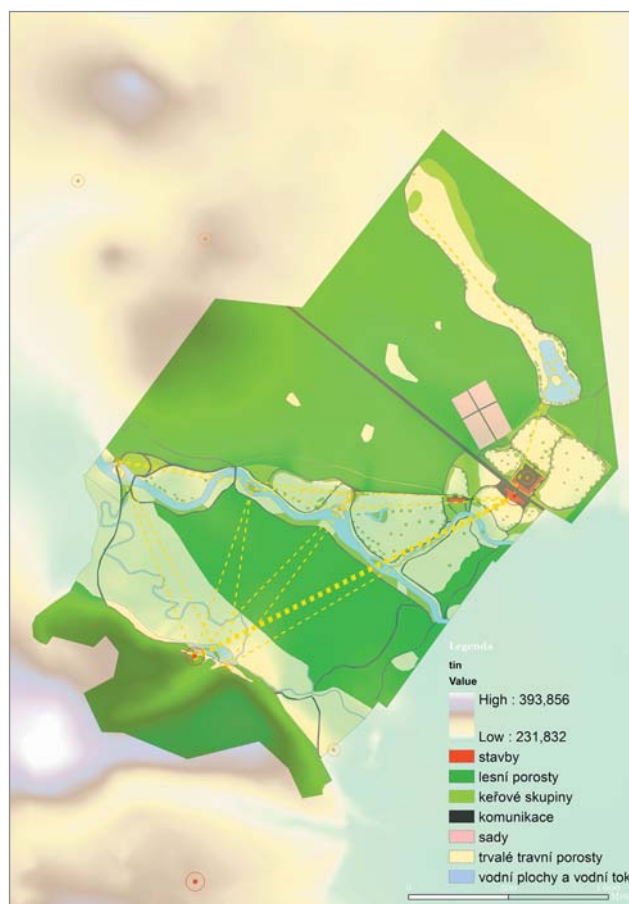 Legenda
tin
Value
High : 393,856
Low : 231,832
stavby
lesní porosty
keřové skupiny
komunikace
sady
trvalé travní porosty
vodní plochy a vodní tok
0